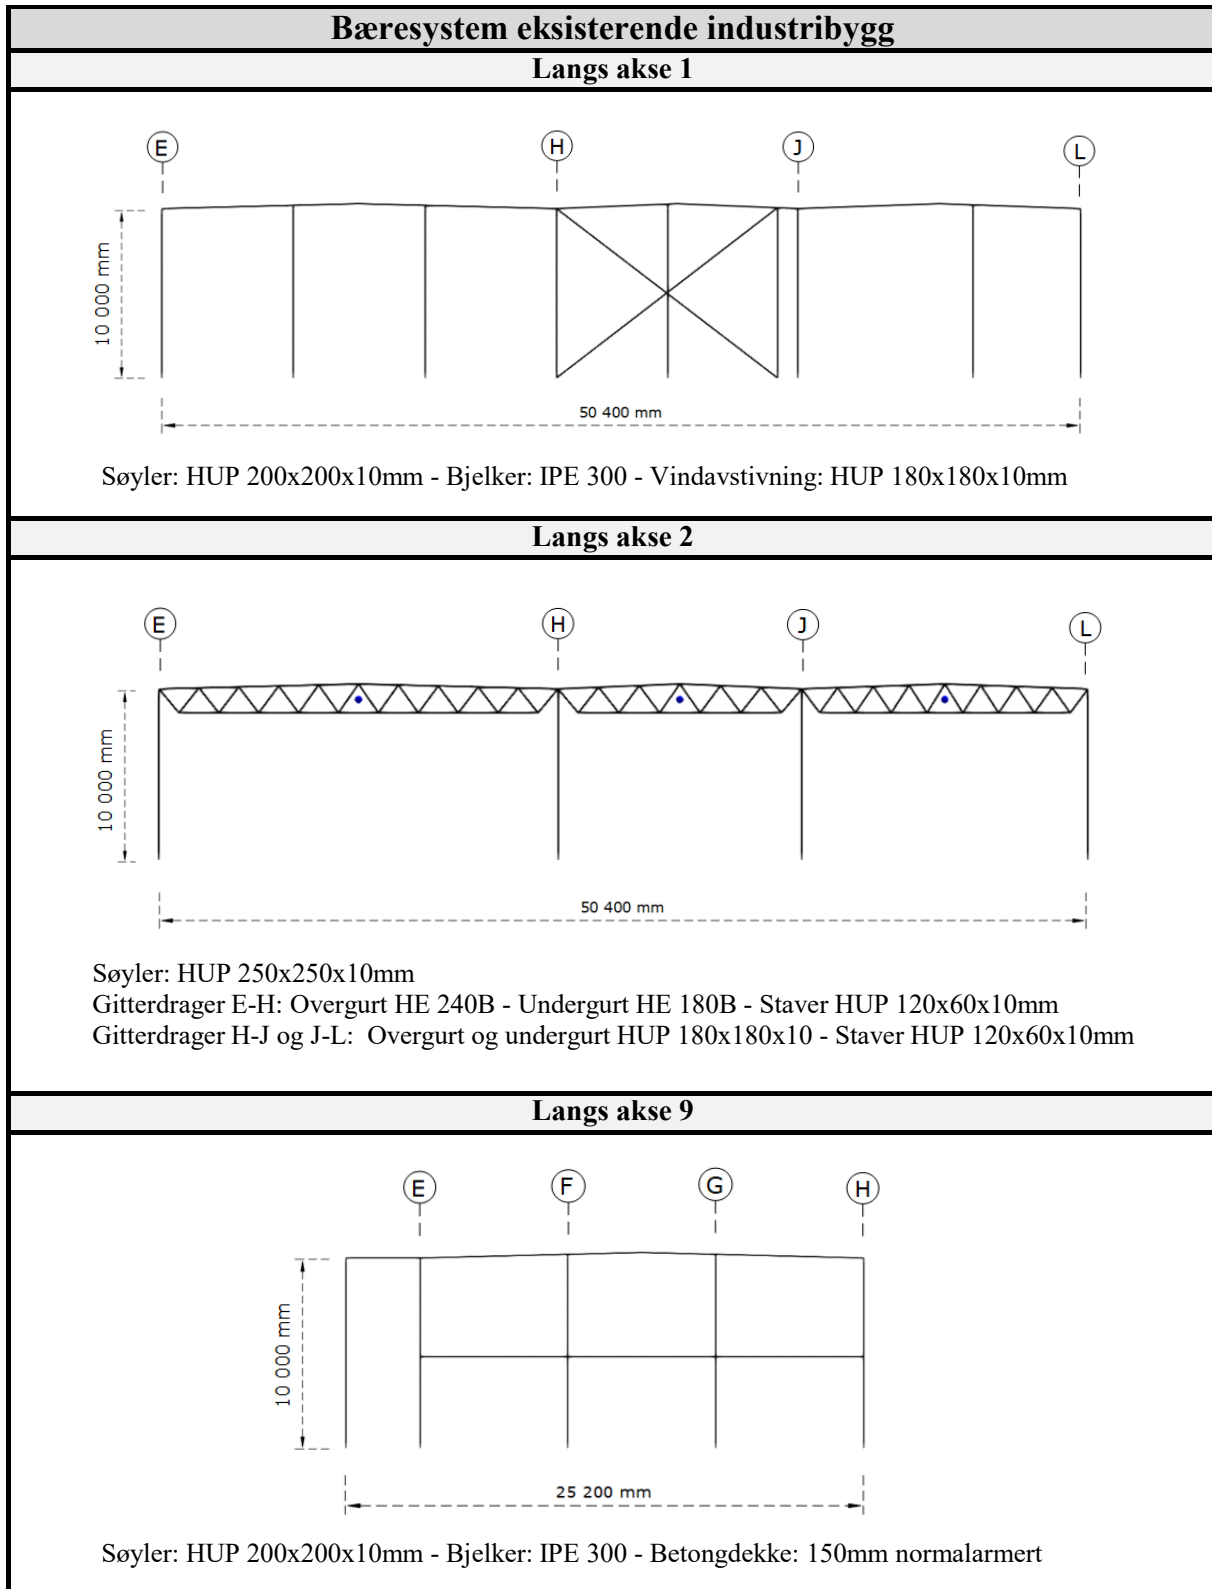 Bæresystem eksisterende industribygg
Langs akse 1
E H J L
10 000 mm
50 400 mm
Søyler: HUP 200x200x10mm - Bjelker: IPE 300 - Vindavstivning: HUP 180x180x10mm
Langs akse 2
E H J L
10 000 mm
50 400 mm
Søyler: HUP 250x250x10mm
Gitterdrager E-H: Overgurt HE 240B - Undergurt HE 180B - Staver HUP 120x60x10mm
Gitterdrager H-J og J-L: Overgurt og undergurt HUP 180x180x10 - Staver HUP 120x60x10mm
Langs akse 9
E F G H
10 000 mm
25 200 mm
Søyler: HUP 200x200x10mm - Bjelker: IPE 300 - Betongdekke: 150mm normalarmert